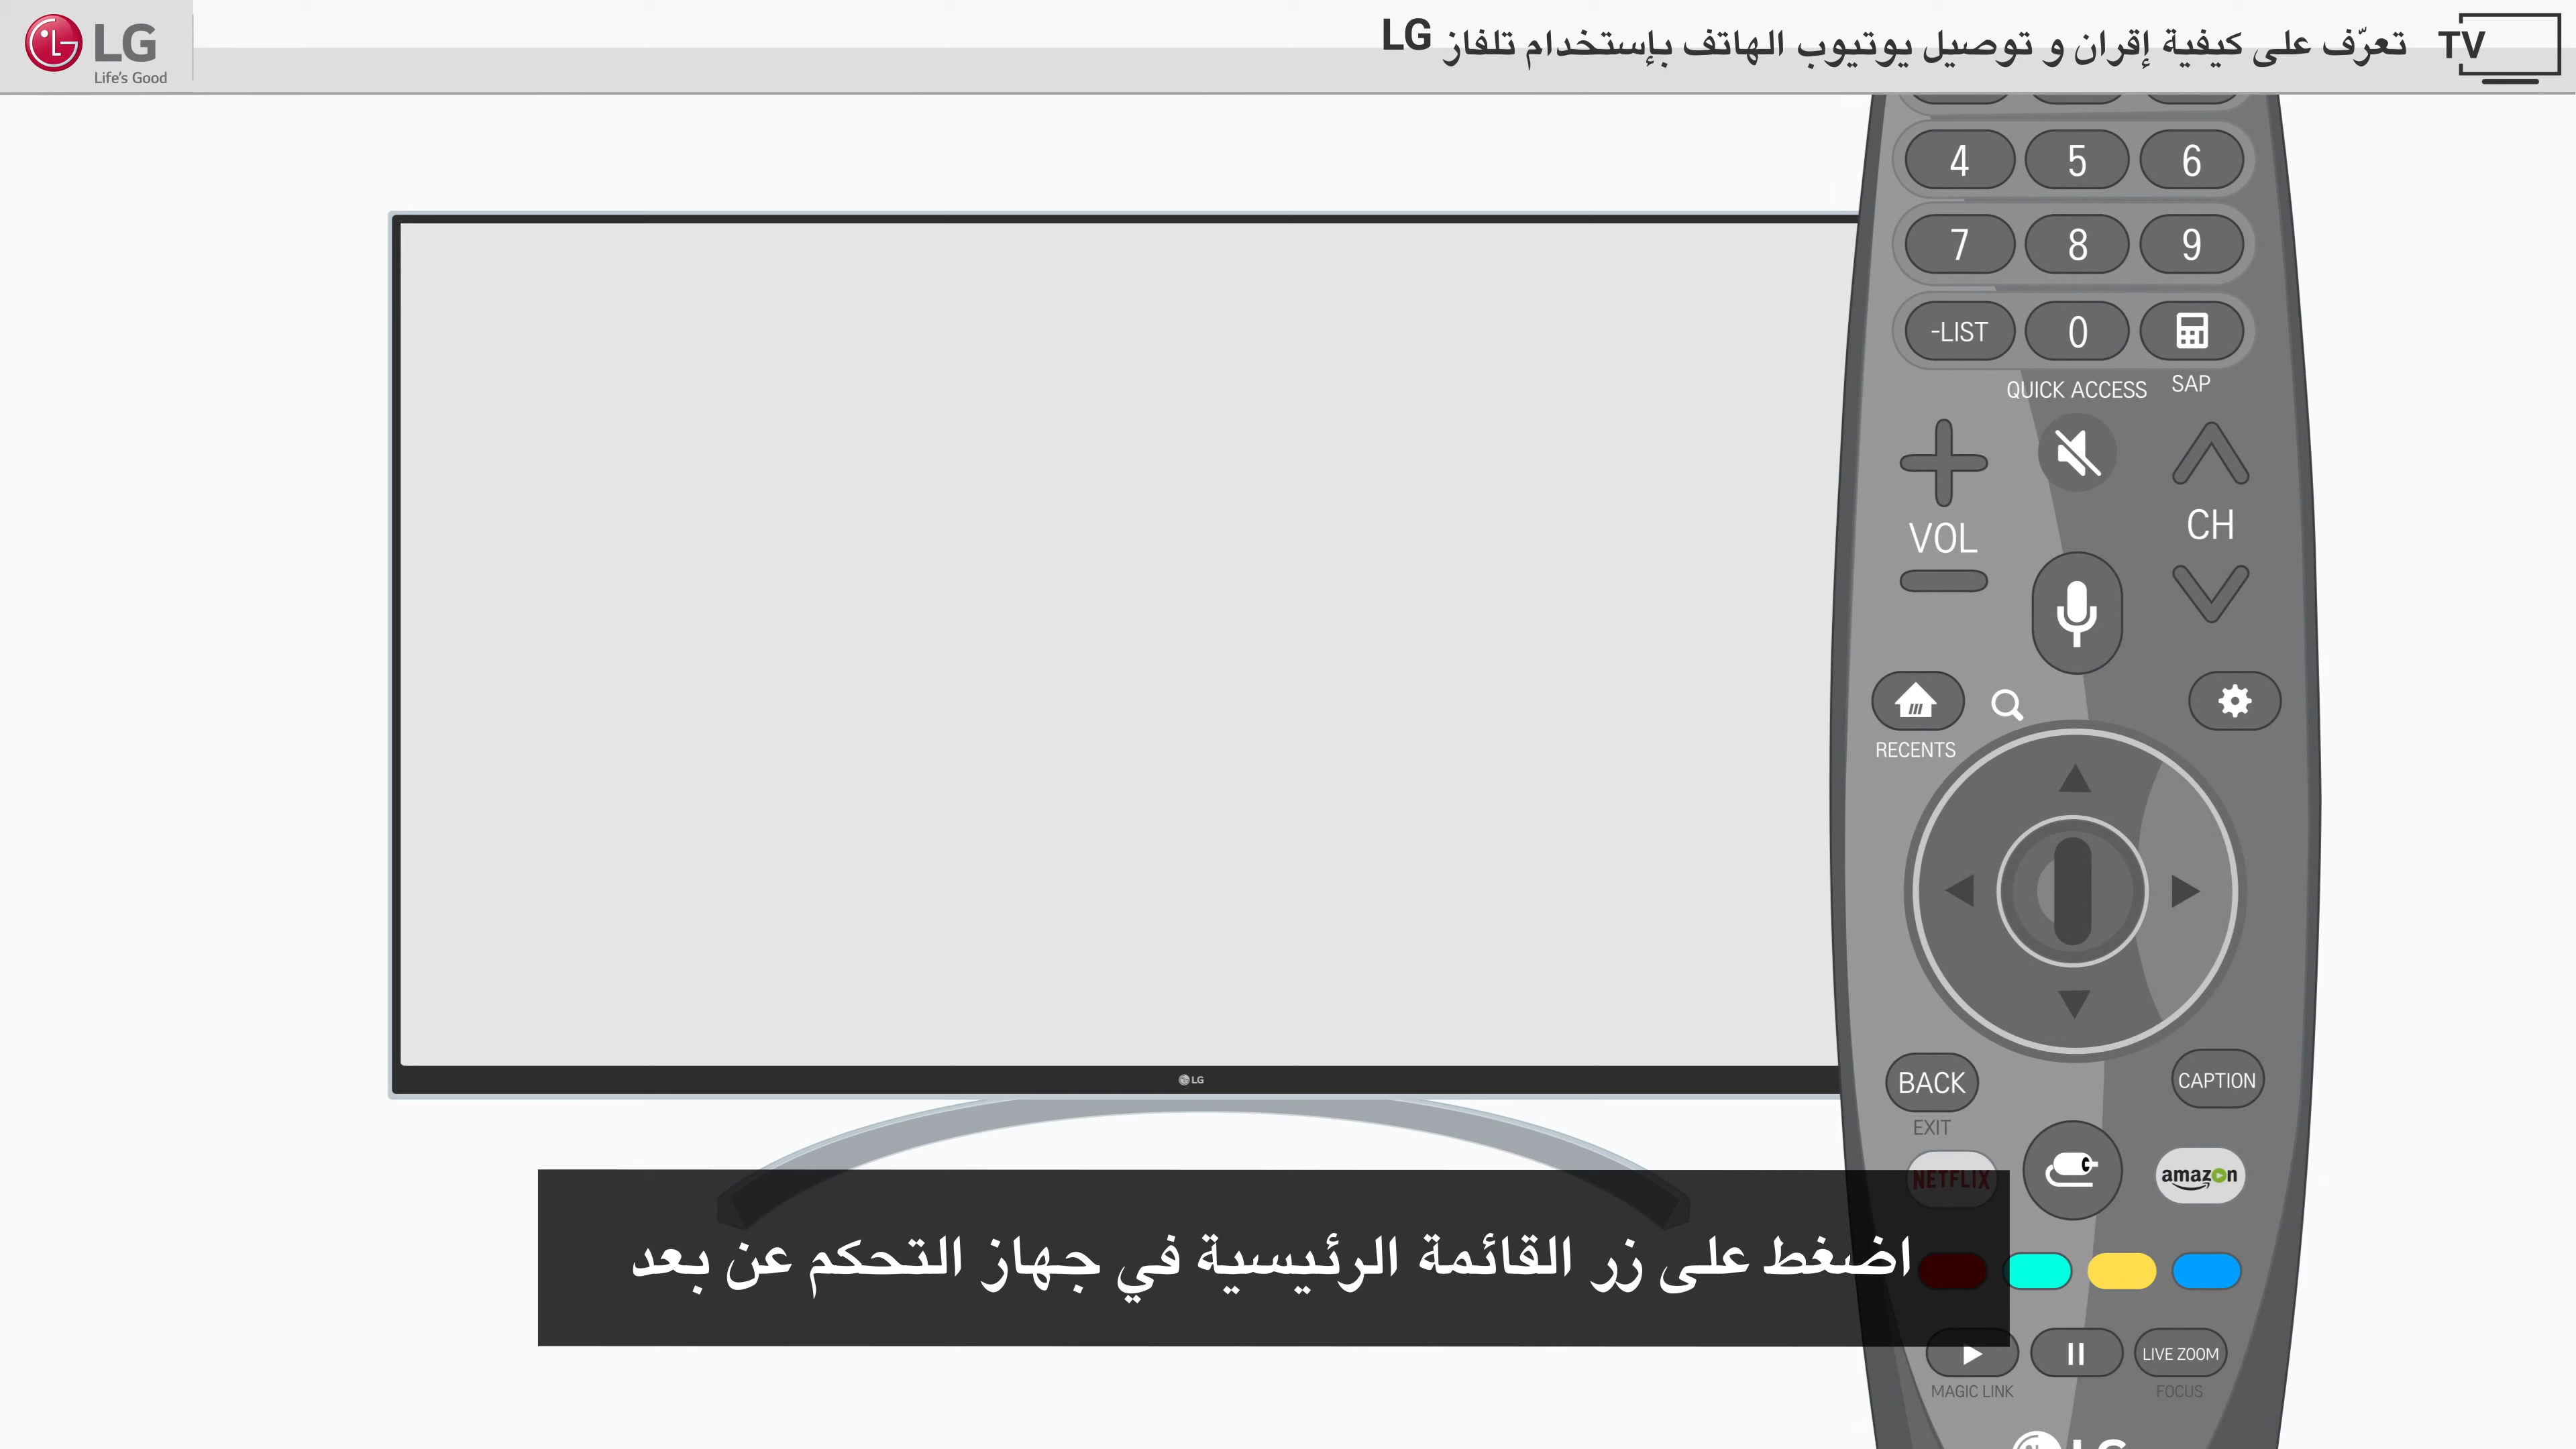 LG
Life's Good
تعرّف على كيفية إقران و توصيل يوتيوب الهاتف بإستخدام تلفاز LG
TV
4 5 6
7 8 9
-LIST 0
QUICK ACCESS SAP
VOL CH
RECENTS
LG
BACK CAPTION
EXIT
NETFLIX amazon
اضغط على زر القائمة الرئيسية في جهاز التحكم عن بعد
LIVE ZOOM
MAGIC LINK FOCUS
LG